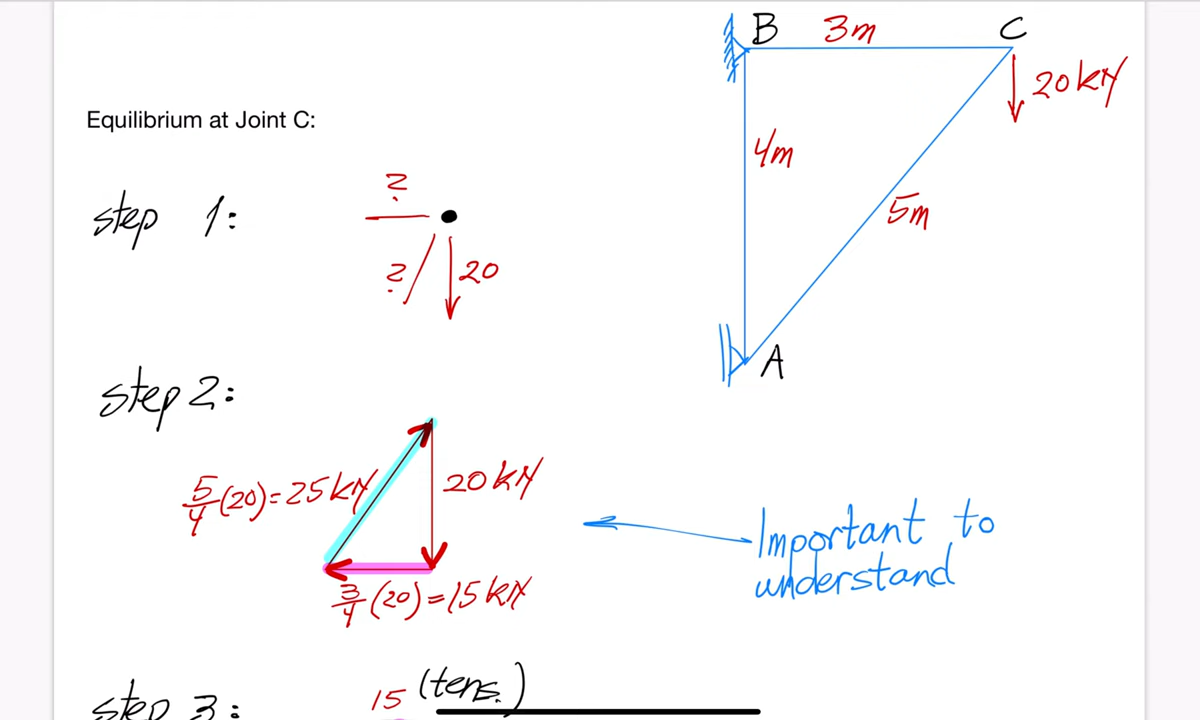 B 3m C
20kN
Equilibrium at Joint C:
4m
step 1:
?
? 20
5m
A
step 2:
5/4 (20) = 25kN
20kN
3/4 (20) = 15kN
Important to
understand
step 3:
15 (tens.)